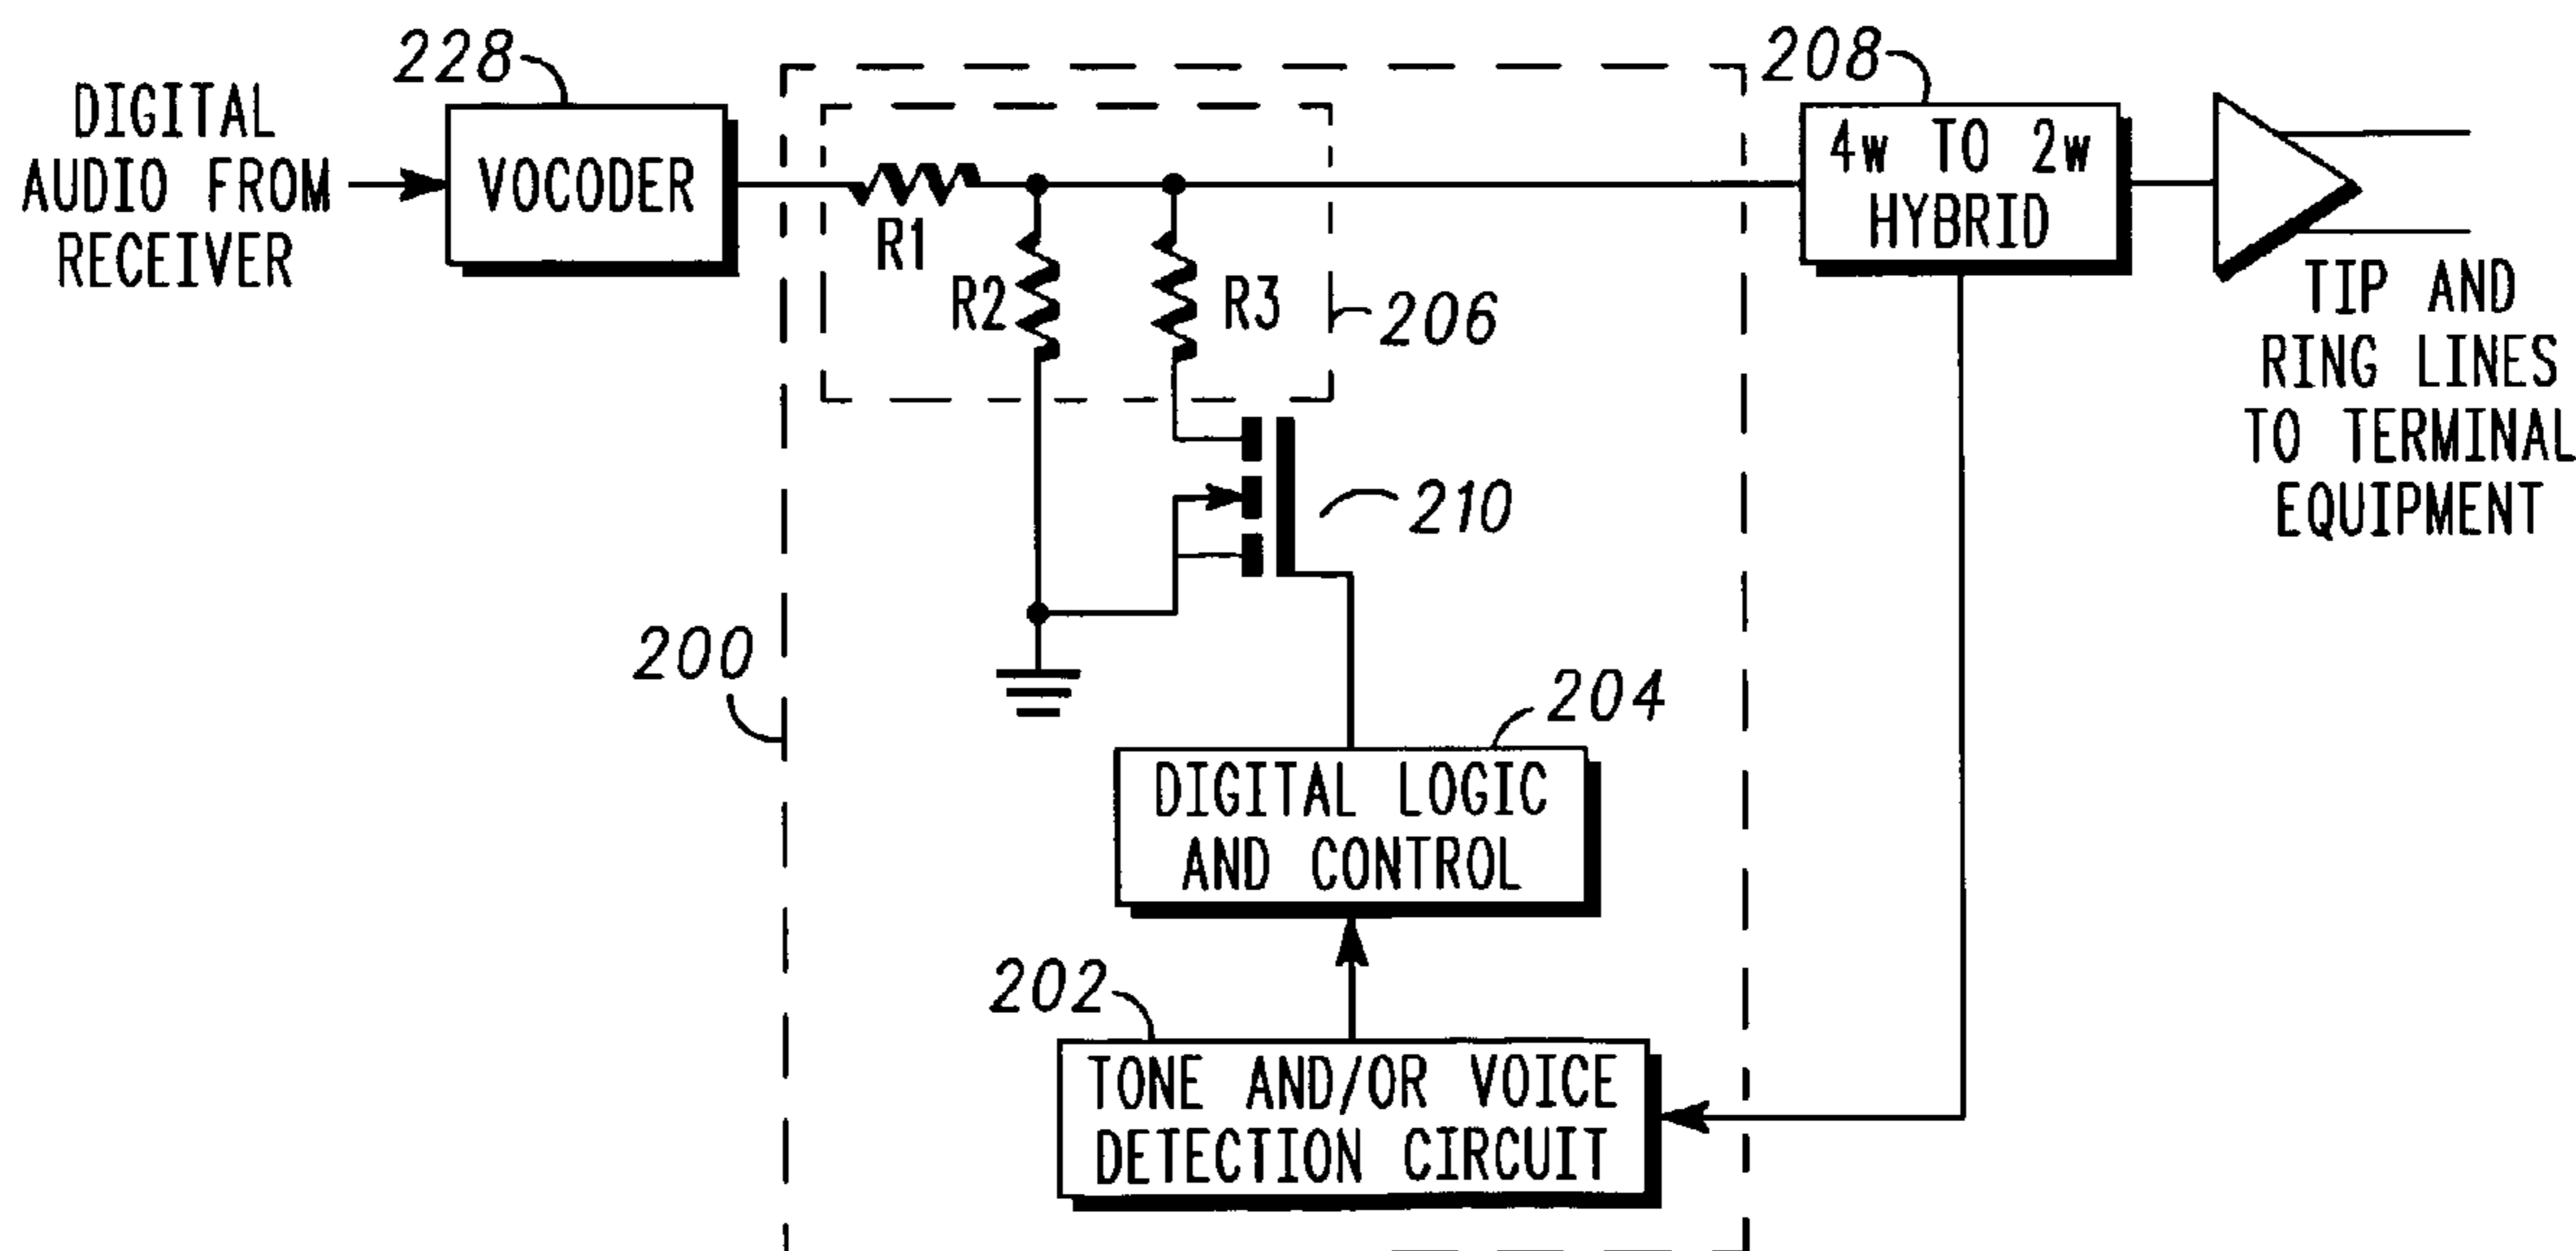 228
208
DIGITAL
AUDIO FROM
RECEIVER
VOCODER
4w TO 2w
HYBRID
R1
R2
R3
206
TIP AND
RING LINES
TO TERMINAL
EQUIPMENT
210
200
204
DIGITAL LOGIC
AND CONTROL
202
TONE AND/OR VOICE
DETECTION CIRCUIT